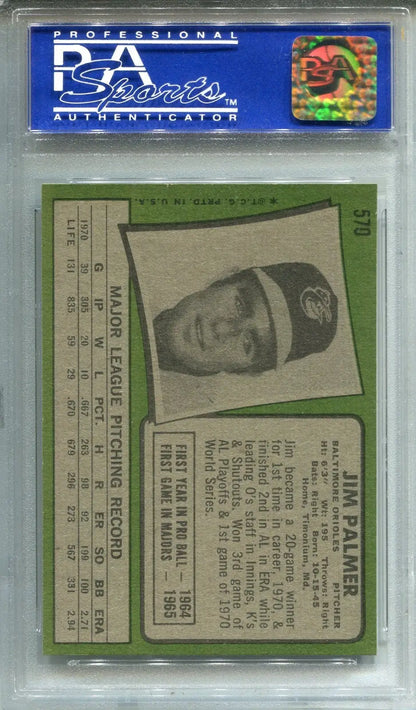 PROFESSIONAL
PSA
Sports™
AUTHENTICATOR
570
JIM PALMER
BALTIMORE ORIOLES PITCHER
Ht: 6'3" Wt: 195 Throws: Right
Bats: Right Born: 10-15-45
Home, Timonium, Md.
Jim became a 20-game winner
for 1st time in career in 1970, &
finished 2nd in AL in ERA while
leading O's staff in Innings, K's
& Shutouts. Won 3rd game of
AL Playoffs & 1st game of 1970
World Series.
FIRST YEAR IN PRO BALL — 1964
FIRST GAME IN MAJORS — 1965
MAJOR LEAGUE PITCHING RECORD
G IP W L PCT. H R ER SO BB ERA
1970 39 305 20 10 .667 263 98 92 199 100 2.71
LIFE 131 835 59 29 .670 679 296 273 567 331 2.94
★©T.C.G. PRTD. IN U.S.A.